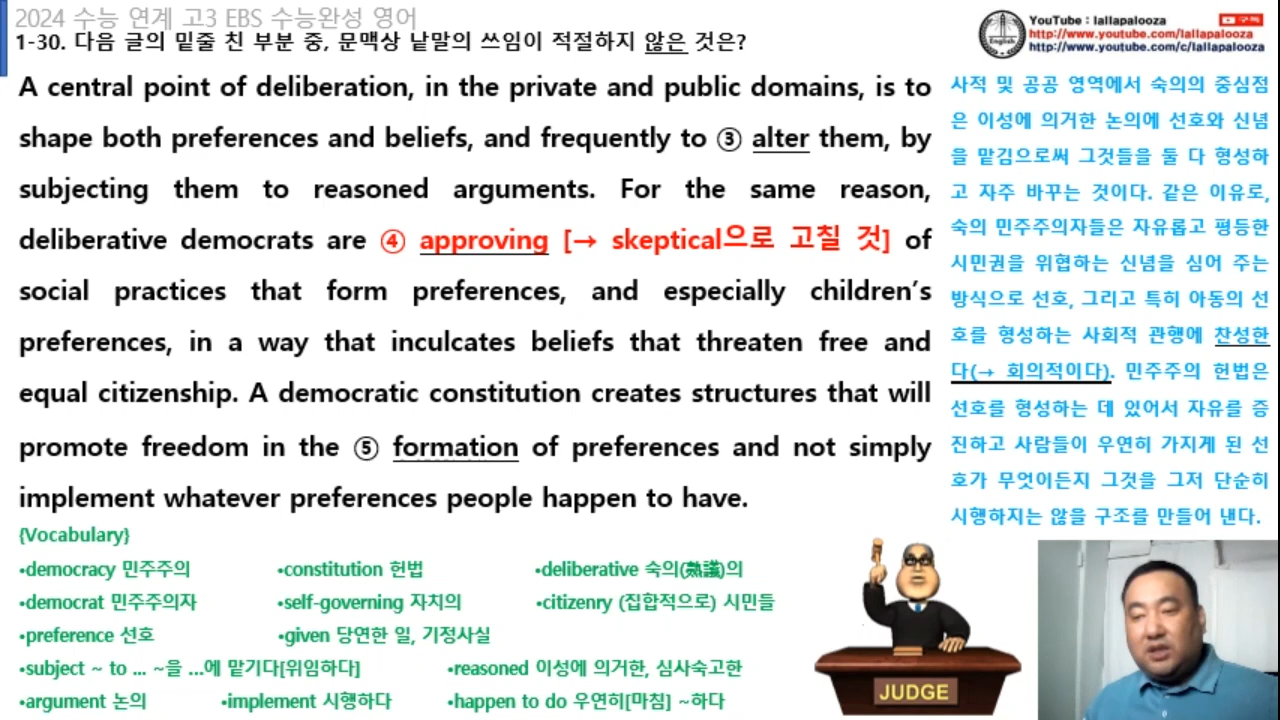 2024 수능 연계 고3 EBS 수능완성 영어
1-30. 다음 글의 밑줄 친 부분 중, 문맥상 낱말의 쓰임이 적절하지 않은 것은?
YouTube : lallapalooza
구독
http://www.youtube.com/lallapalooza
http://www.youtube.com/c/lallapalooza
English
A central point of deliberation, in the private and public domains, is to
shape both preferences and beliefs, and frequently to ③ alter them, by
subjecting them to reasoned arguments. For the same reason,
deliberative democrats are ④ approving [→ skeptical으로 고칠 것] of
social practices that form preferences, and especially children's
preferences, in a way that inculcates beliefs that threaten free and
equal citizenship. A democratic constitution creates structures that will
promote freedom in the ⑤ formation of preferences and not simply
implement whatever preferences people happen to have.
사적 및 공공 영역에서 숙의의 중심점
은 이성에 의거한 논의에 선호와 신념
을 맡김으로써 그것들을 둘 다 형성하
고 자주 바꾸는 것이다. 같은 이유로,
숙의 민주주의자들은 자유롭고 평등한
시민권을 위협하는 신념을 심어 주는
방식으로 선호, 그리고 특히 아동의 선
호를 형성하는 사회적 관행에 찬성한
다(→ 회의적이다). 민주주의 헌법은
선호를 형성하는 데 있어서 자유를 증
진하고 사람들이 우연히 가지게 된 선
호가 무엇이든지 그것을 그저 단순히
시행하지는 않을 구조를 만들어 낸다.
{Vocabulary}
•democracy 민주주의 •constitution 헌법 •deliberative 숙의(熟議)의
•democrat 민주주의자 •self-governing 자치의 •citizenry (집합적으로) 시민들
•preference 선호 •given 당연한 일, 기정사실
•subject ~ to ... ~을 ...에 맡기다[위임하다] •reasoned 이성에 의거한, 심사숙고한
•argument 논의 •implement 시행하다 •happen to do 우연히[마침] ~하다
JUDGE